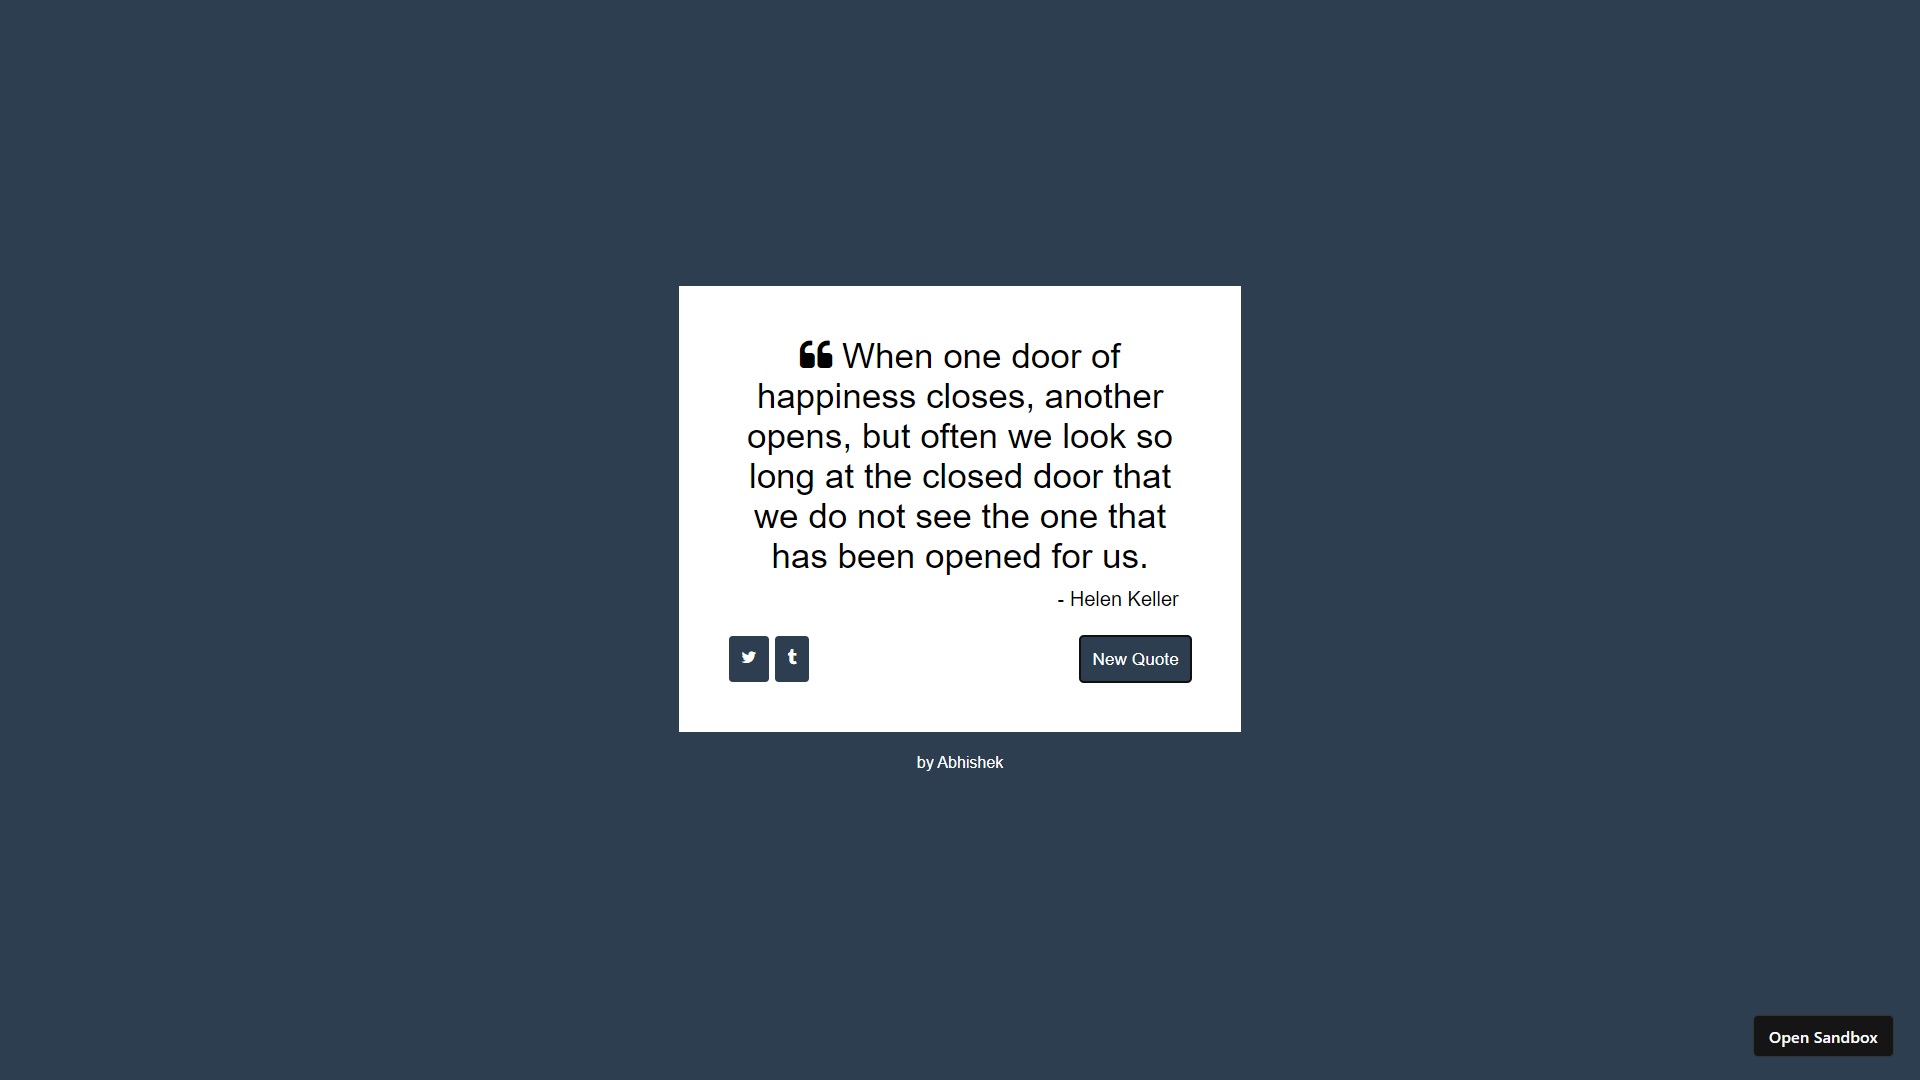 ❝ When one door of
happiness closes, another
opens, but often we look so
long at the closed door that
we do not see the one that
has been opened for us.
- Helen Keller
New Quote
by Abhishek
Open Sandbox